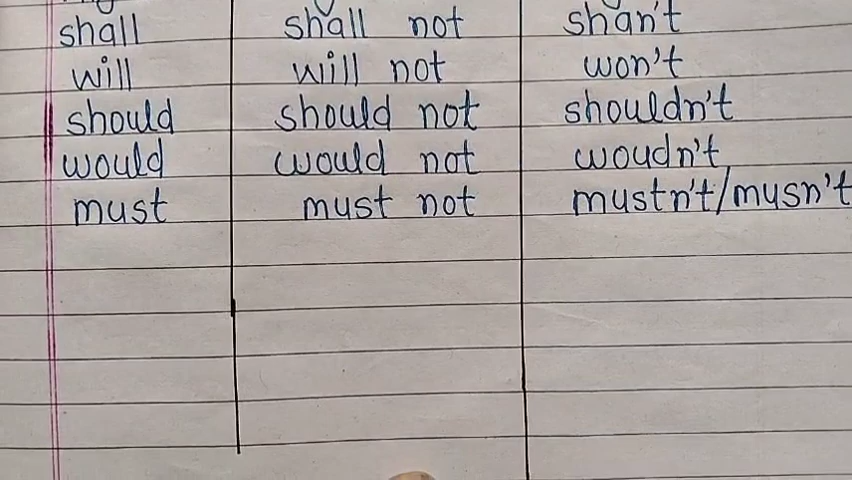 shall shall not shan't
will will not won't
should should not shouldn't
would would not woudn't
must must not mustn't/musn't